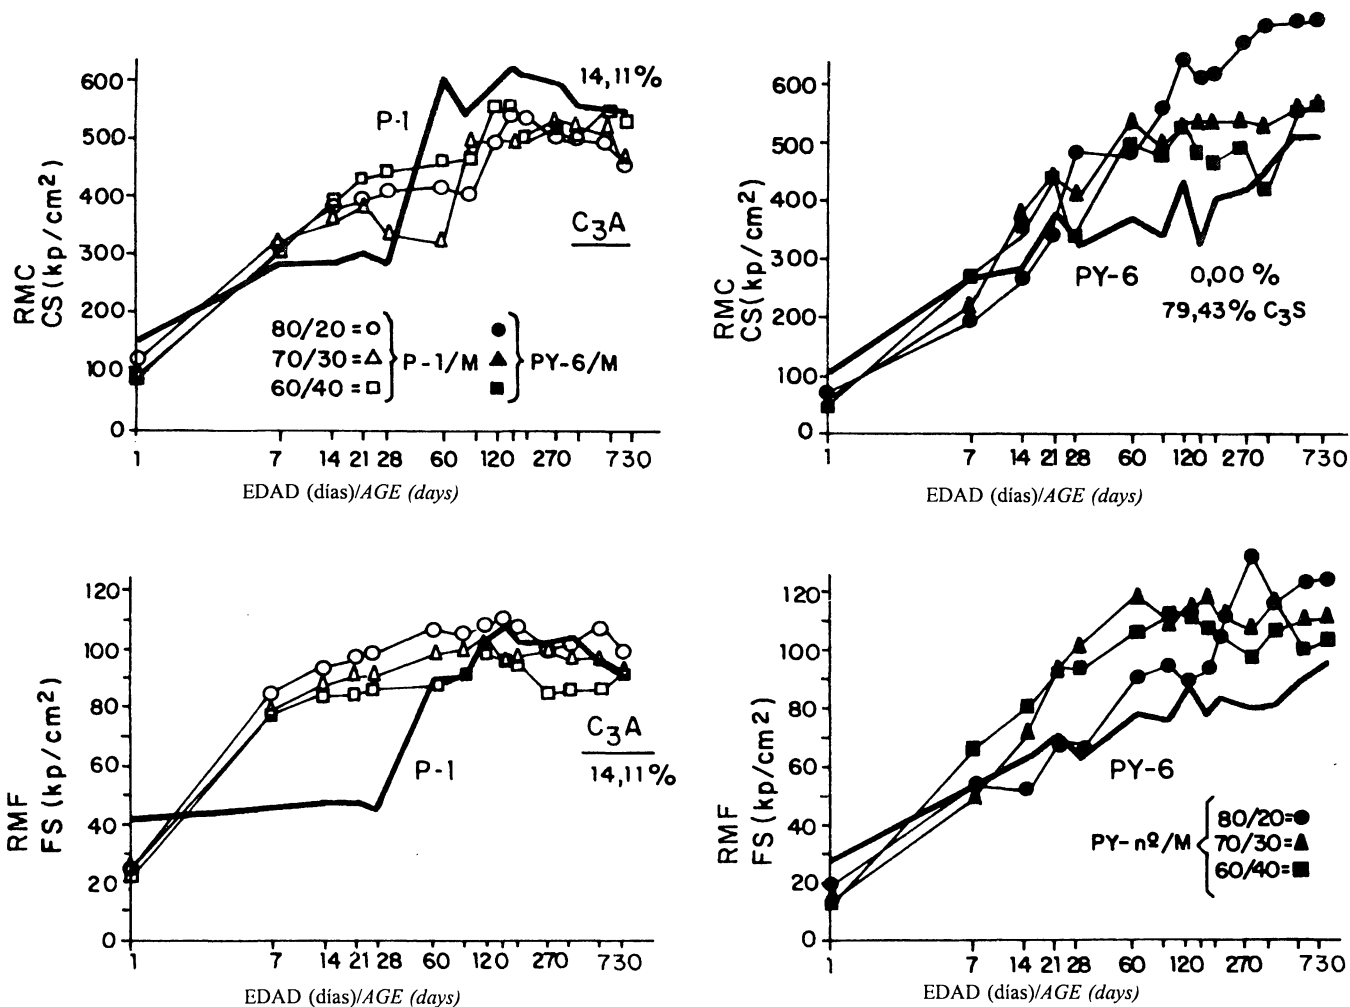 600
500
400
300
200
100
0
RMC
CS(kp/cm²)
P-1
14,11%
C₃A
80/20=○
70/30=△
60/40=□
P-1/M
● ▲ ■
PY-6/M
1 7 14 21 28 60 120 270 730
EDAD (días)/AGE (days)
600
500
400
300
200
100
0
RMC
CS(kp/cm²)
PY-6
0,00 %
79,43% C₃S
1 7 14 21 28 60 120 270 730
EDAD (días)/AGE (days)
120
100
80
60
40
20
0
RMF
FS(kp/cm²)
P-1
C₃A
14,11%
1 7 14 21 28 60 120 270 730
EDAD (días)/AGE (days)
120
100
80
60
40
20
0
RMF
FS(kp/cm²)
PY-6
PY-nº/M
80/20=●
70/30=▲
60/40=■
1 7 14 21 28 60 120 270 730
EDAD (días)/AGE (days)